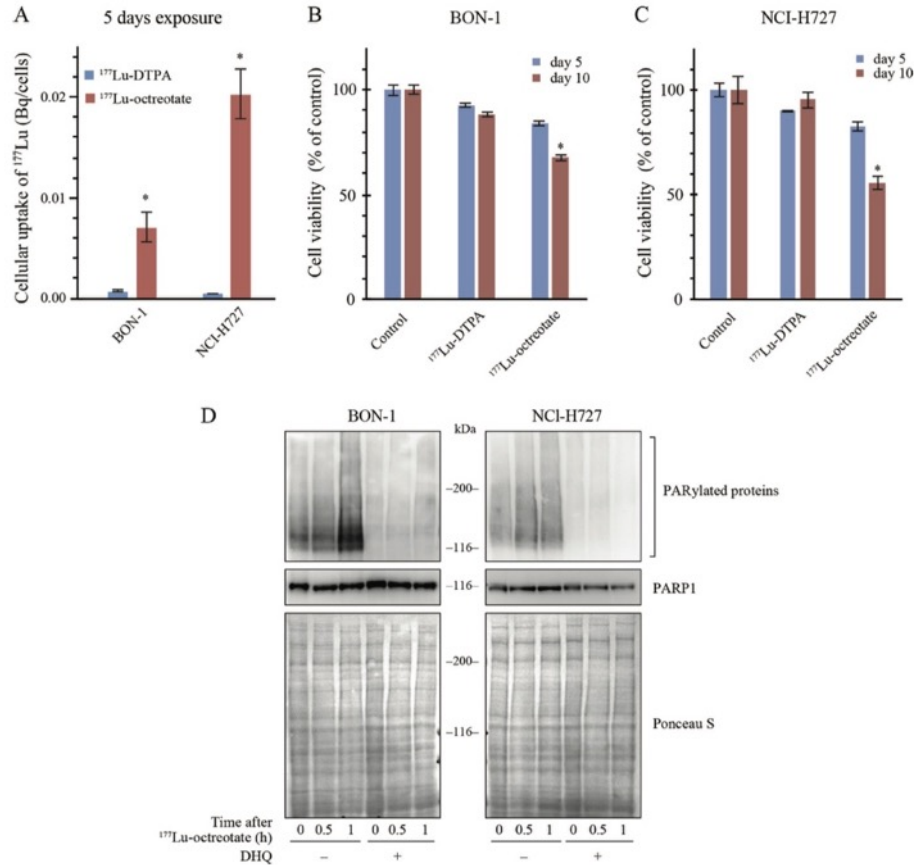 A
5 days exposure
Cellular uptake of ¹⁷⁷Lu (Bq/cells)
0.02
0.01
0.00
¹⁷⁷Lu-DTPA
¹⁷⁷Lu-octreotate
*
*
BON-1
NCI-H727
B
BON-1
Cell viability (% of control)
100
50
0
day 5
day 10
*
Control
¹⁷⁷Lu-DTPA
¹⁷⁷Lu-octreotate
C
NCI-H727
Cell viability (% of control)
100
50
0
day 5
day 10
*
Control
¹⁷⁷Lu-DTPA
¹⁷⁷Lu-octreotate
D
BON-1
kDa
NCI-H727
–200–
PARylated proteins
–116–
–116–
PARP1
–200–
–116–
Ponceau S
Time after
¹⁷⁷Lu-octreotate (h)
0 0.5 1 0 0.5 1
0 0.5 1 0 0.5 1
DHQ – + – +